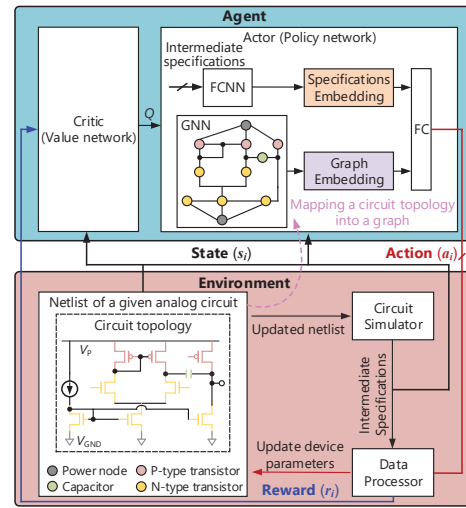 Agent
Actor (Policy network)
Intermediate
specifications
FCNN
Specifications
Embedding
Critic
(Value network)
Q
GNN
FC
Graph
Embedding
Mapping a circuit topology
into a graph
State (si)
Action (ai)
Environment
Netlist of a given analog circuit
Circuit topology
VP
VGND
Updated netlist
Circuit
Simulator
Intermediate
Specifications
Update device
parameters
Data
Processor
Power node
P-type transistor
Capacitor
N-type transistor
Reward (ri)